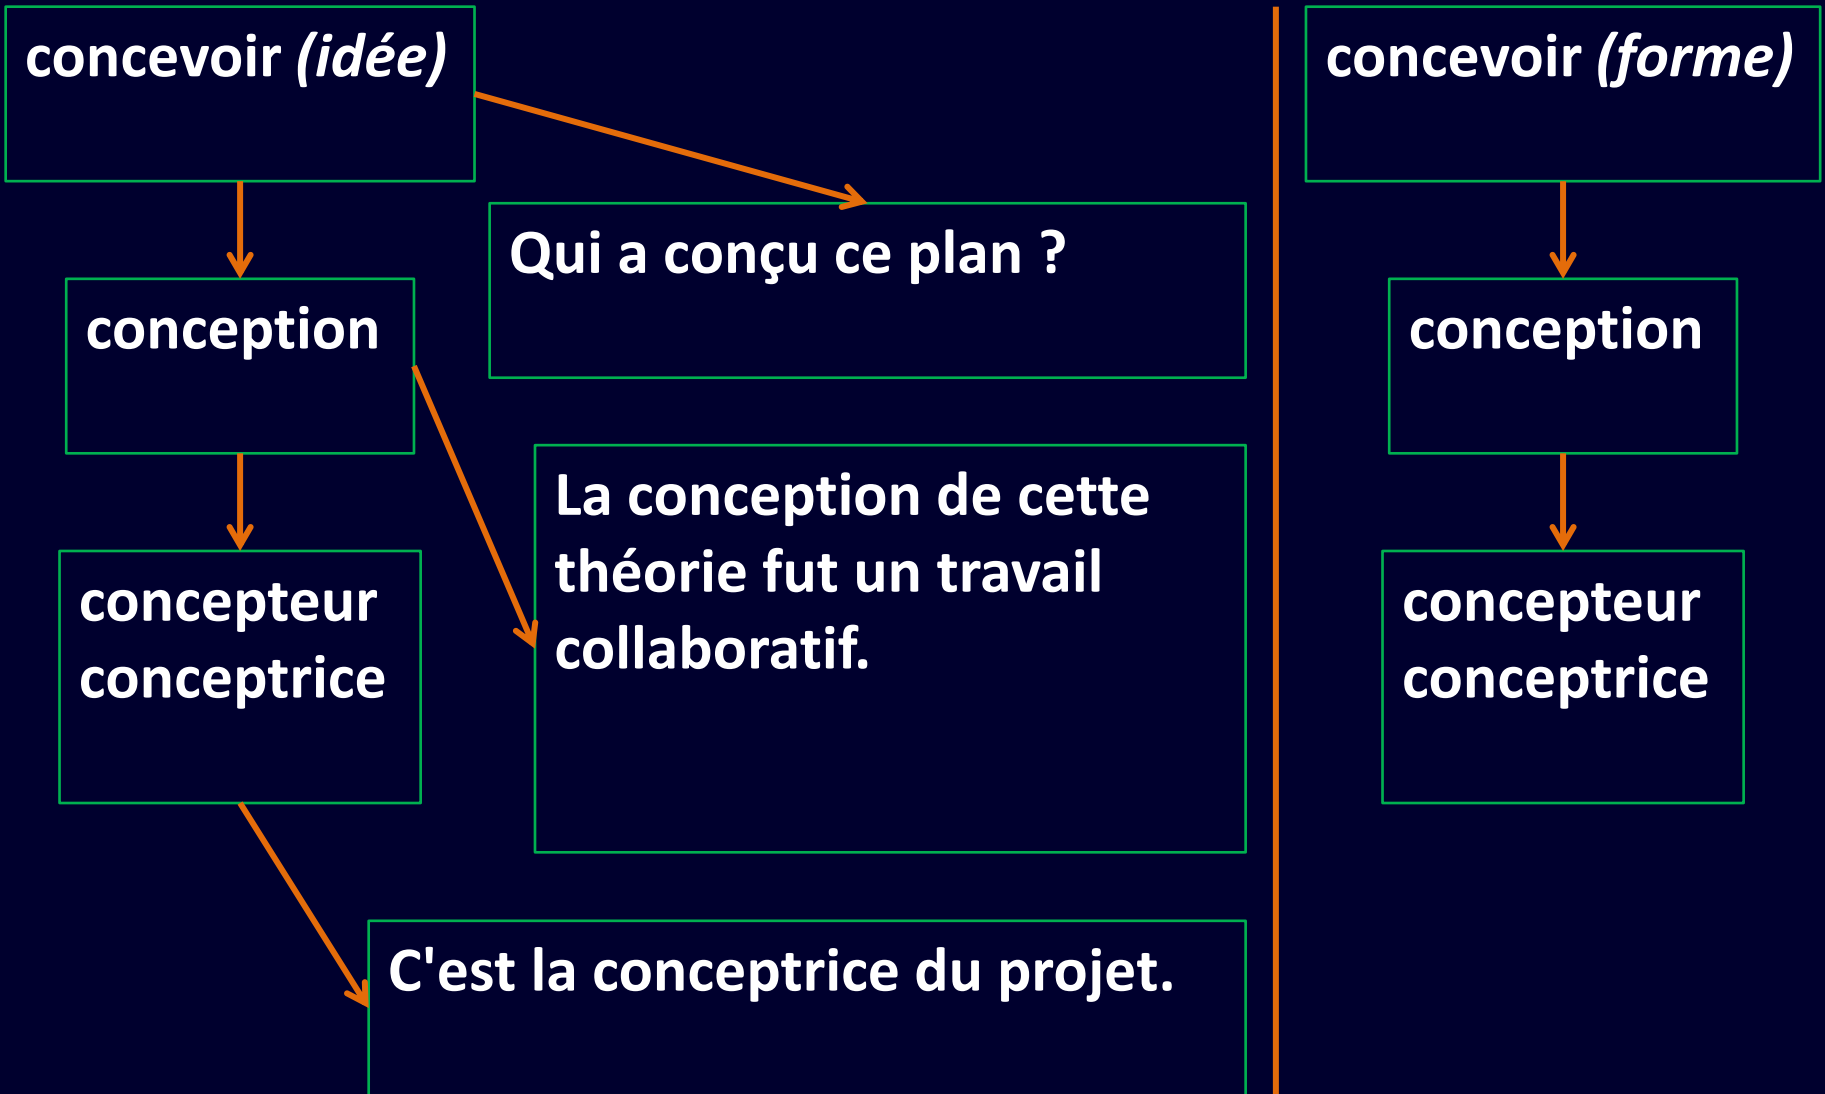 concevoir (idée)
Qui a conçu ce plan ?
conception
La conception de cette
théorie fut un travail
collaboratif.
concepteur
conceptrice
C'est la conceptrice du projet.
concevoir (forme)
conception
concepteur
conceptrice